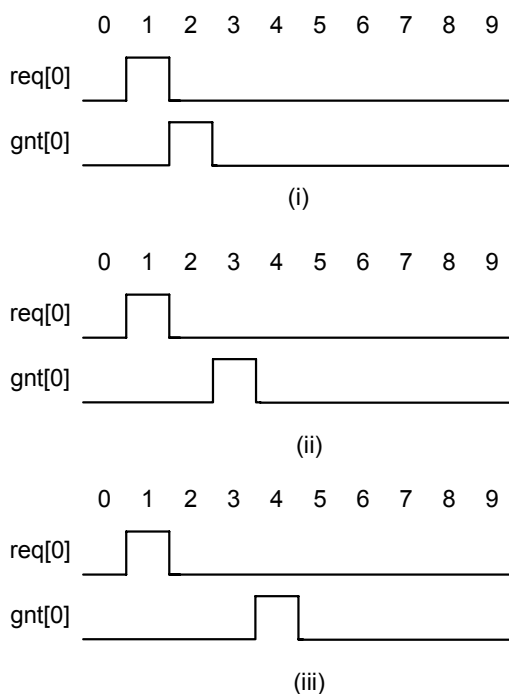 0 1 2 3 4 5 6 7 8 9
req[0]
gnt[0]
(i)
0 1 2 3 4 5 6 7 8 9
req[0]
gnt[0]
(ii)
0 1 2 3 4 5 6 7 8 9
req[0]
gnt[0]
(iii)